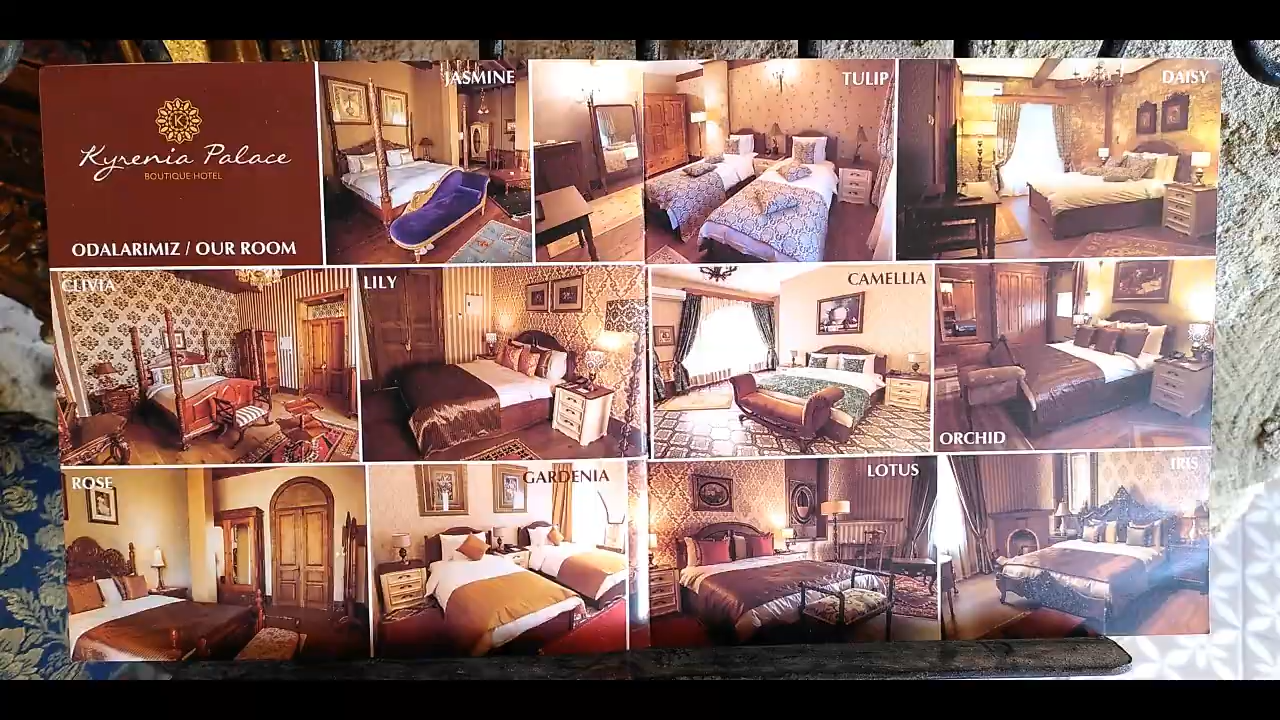 K
Kyrenia Palace
BOUTIQUE HOTEL
ODALARIMIZ / OUR ROOM
JASMINE
TULIP
DAISY
CLIVIA
LILY
CAMELLIA
ORCHID
ROSE
GARDENIA
LOTUS
IRIS